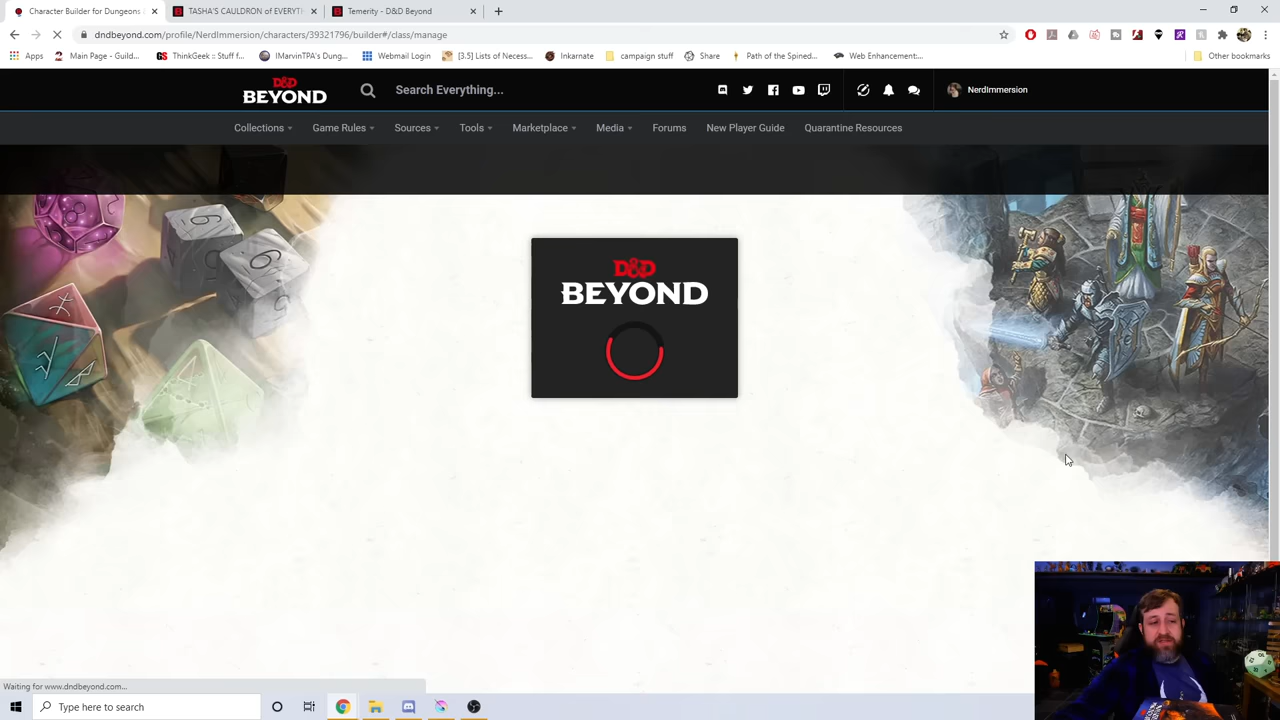 Character Builder for Dungeons
TASHA'S CAULDRON of EVERYTH
Temerity - D&D Beyond
dndbeyond.com/profile/NerdImmersion/characters/39321796/builder#/class/manage
Apps
Main Page - Guild...
ThinkGeek :: Stuff f...
IMarvinTPA's Dung...
Webmail Login
[3.5] Lists of Necess...
Inkarnate
campaign stuff
Share
Path of the Spined...
Web Enhancement:...
Other bookmarks
D&D
BEYOND
Search Everything...
NerdImmersion
Collections
Game Rules
Sources
Tools
Marketplace
Media
Forums
New Player Guide
Quarantine Resources
D&D
BEYOND
Waiting for www.dndbeyond.com...
Type here to search